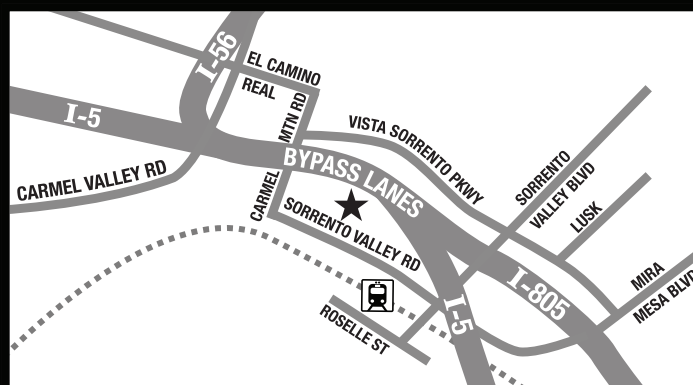 I-56
EL CAMINO
REAL
I-5
MTN RD
VISTA SORRENTO PKWY
BYPASS LANES
SORRENTO
VALLEY BLVD
CARMEL VALLEY RD
CARMEL
SORRENTO VALLEY RD
LUSK
MIRA
MESA BLVD
I-805
I-5
ROSELLE ST